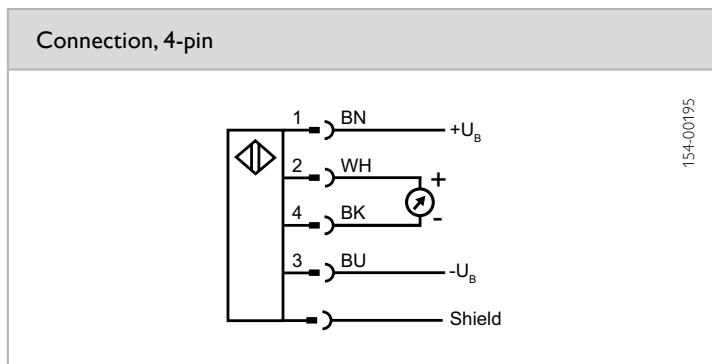 Connection, 4-pin
154-00195
1 BN +U_B
2 WH +
4 BK -
3 BU -U_B
Shield